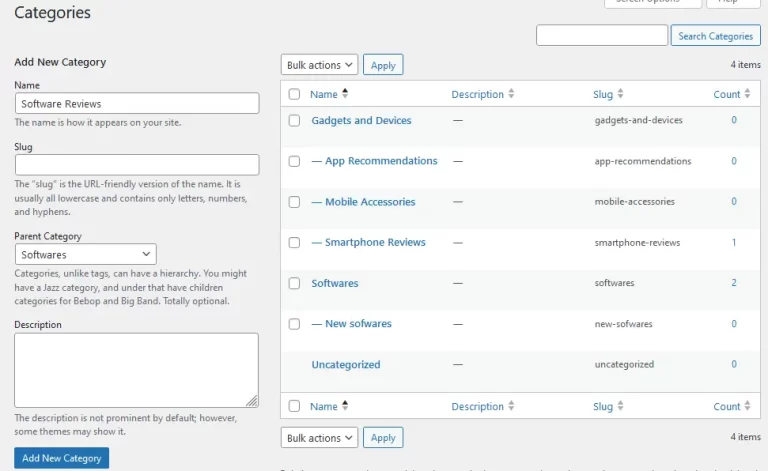 Categories
Add New Category
Name
Software Reviews
The name is how it appears on your site.
Slug
The “slug” is the URL-friendly version of the name. It is
usually all lowercase and contains only letters, numbers,
and hyphens.
Parent Category
Softwares
Categories, unlike tags, can have a hierarchy. You might
have a Jazz category, and under that have children
categories for Bebop and Big Band. Totally optional.
Description
The description is not prominent by default; however,
some themes may show it.
Add New Category
Search Categories
Bulk actions Apply 4 items
Name Description Slug Count
Gadgets and Devices — gadgets-and-devices 0
— App Recommendations — app-recommendations 0
— Mobile Accessories — mobile-accessories 0
— Smartphone Reviews — smartphone-reviews 1
Softwares — softwares 2
— New sofwares — new-sofwares 0
Uncategorized — uncategorized 0
Name Description Slug Count
Bulk actions Apply 4 items